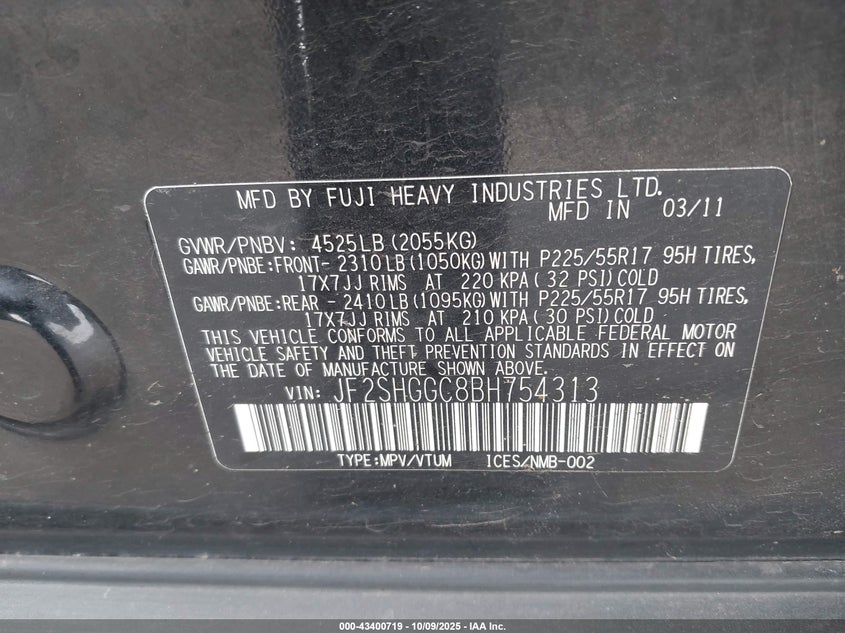 MFD BY FUJI HEAVY INDUSTRIES LTD.
MFD IN 03/11
GVWR/PNBV: 4525LB (2055KG)
GAWR/PNBE:FRONT- 2310 LB (1050KG) WITH P225/55R17 95H TIRES,
17X7JJ RIMS AT 220 KPA ( 32 PSI) COLD
GAWR/PNBE:REAR - 2410 LB (1095KG) WITH P225/55R17 95H TIRES,
17X7JJ RIMS AT 210 KPA ( 30 PSI) COLD
THIS VEHICLE CONFORMS TO ALL APPLICABLE FEDERAL MOTOR
VEHICLE SAFETY AND THEFT PREVENTION STANDARDS IN EFFECT ON
THE DATE OF MANUFACTURE SHOWN ABOVE.
VIN: JF2SHGGC8BH754313
TYPE:MPV/VTUM ICES/NMB-002
000-43400719 - 10/09/2025 - IAA Inc.